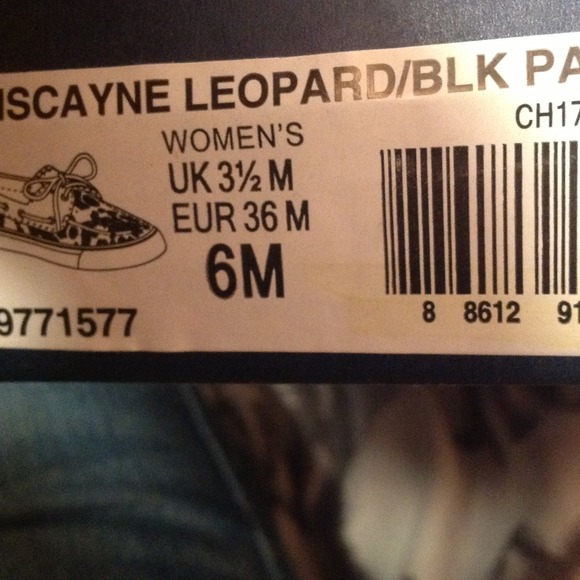 ISCAYNE LEOPARD/BLK PA
CH17
WOMEN'S
UK 3½ M
EUR 36 M
6M
9771577
8 8612 91